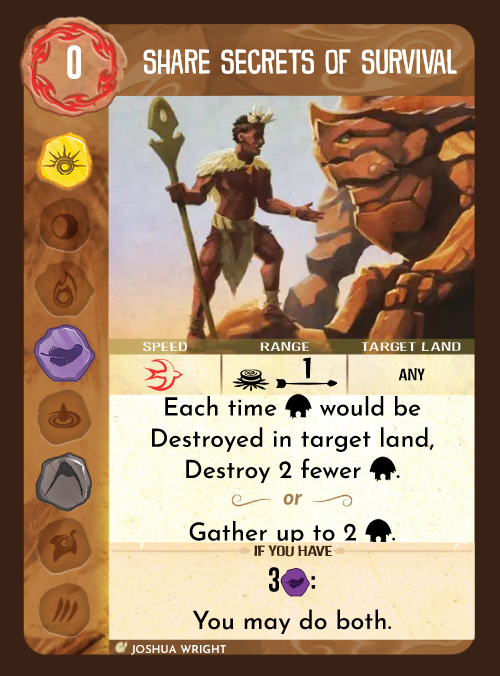 0
SHARE SECRETS OF SURVIVAL
SPEED RANGE TARGET LAND
1 ANY
Each time would be
Destroyed in target land,
Destroy 2 fewer .
or
Gather up to 2 .
IF YOU HAVE
3 :
You may do both.
JOSHUA WRIGHT